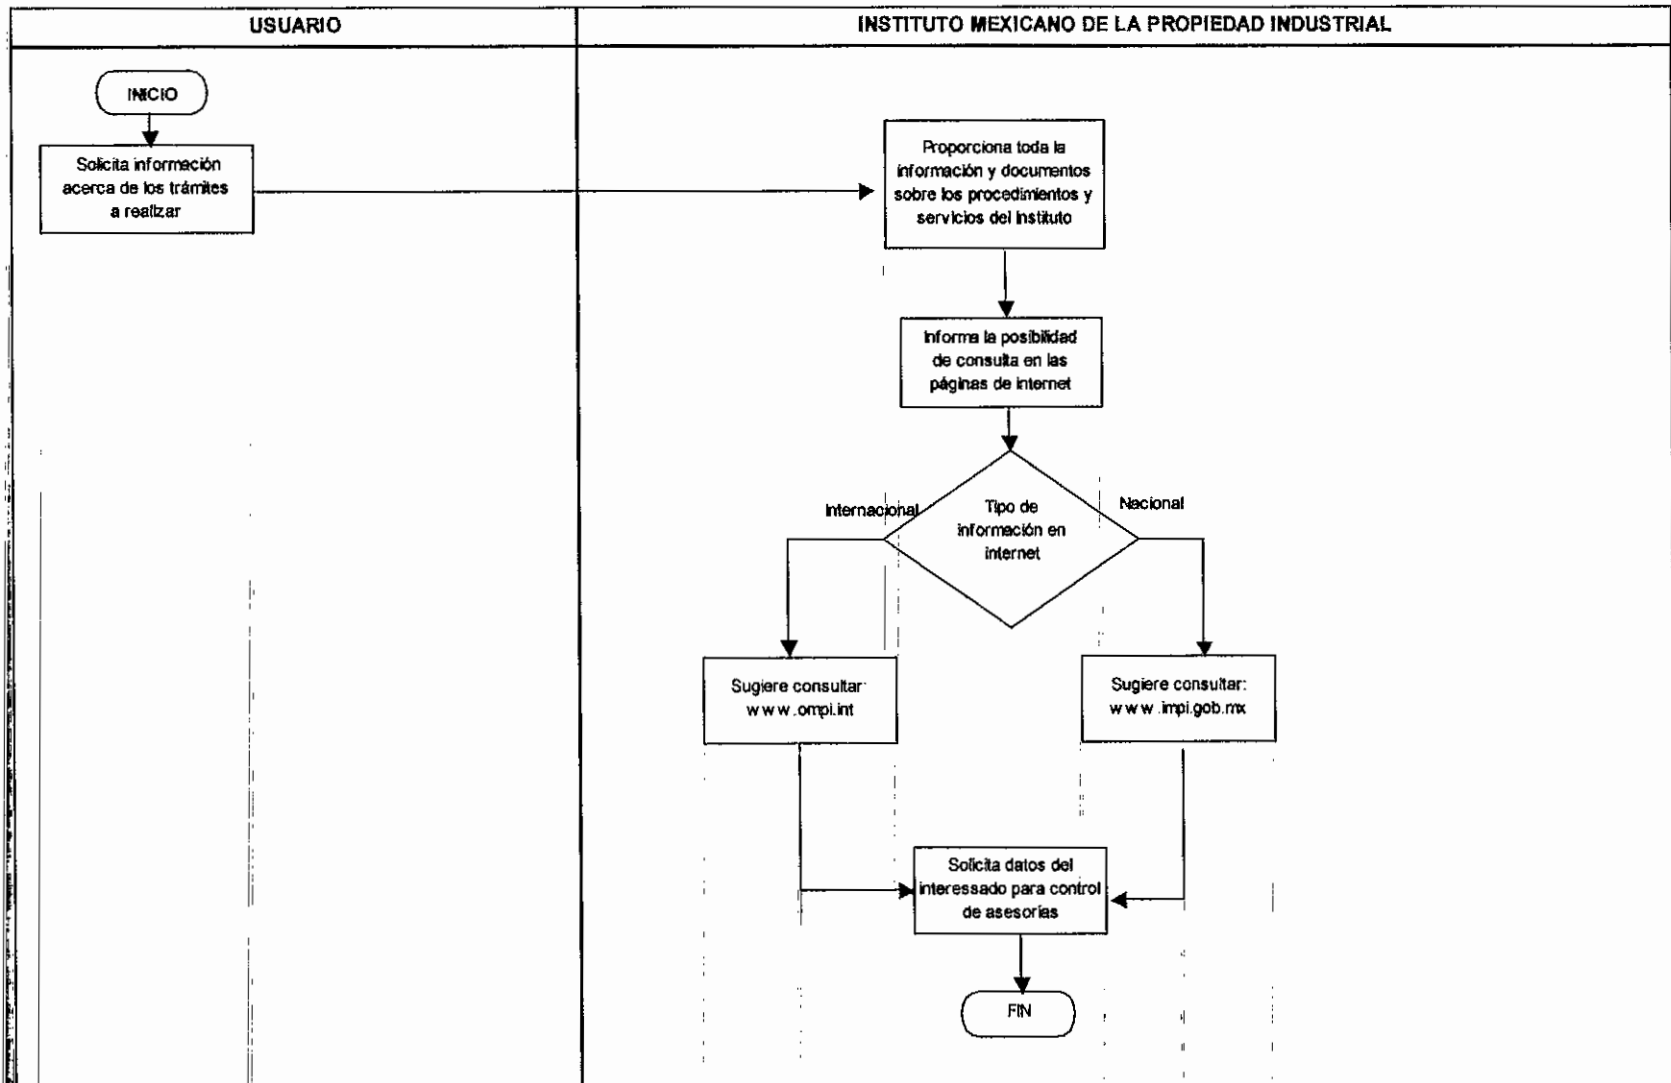 USUARIO
INSTITUTO MEXICANO DE LA PROPIEDAD INDUSTRIAL
INICIO
Solicita información
acerca de los trámites
a realizar
Proporciona toda la
información y documentos
sobre los procedimientos y
servicios del instituto
Informa la posibilidad
de consulta en las
páginas de internet
Internacional
Tipo de
información en
internet
Nacional
Sugiere consultar:
www.ompi.int
Sugiere consultar:
www.impi.gob.mx
Solicita datos del
interessado para control
de asesorías
FIN